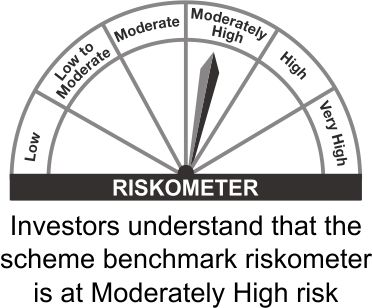 Low
Low to
Moderate
Moderate
Moderately
High
High
Very High
RISKOMETER
Investors understand that the
scheme benchmark riskometer
is at Moderately High risk